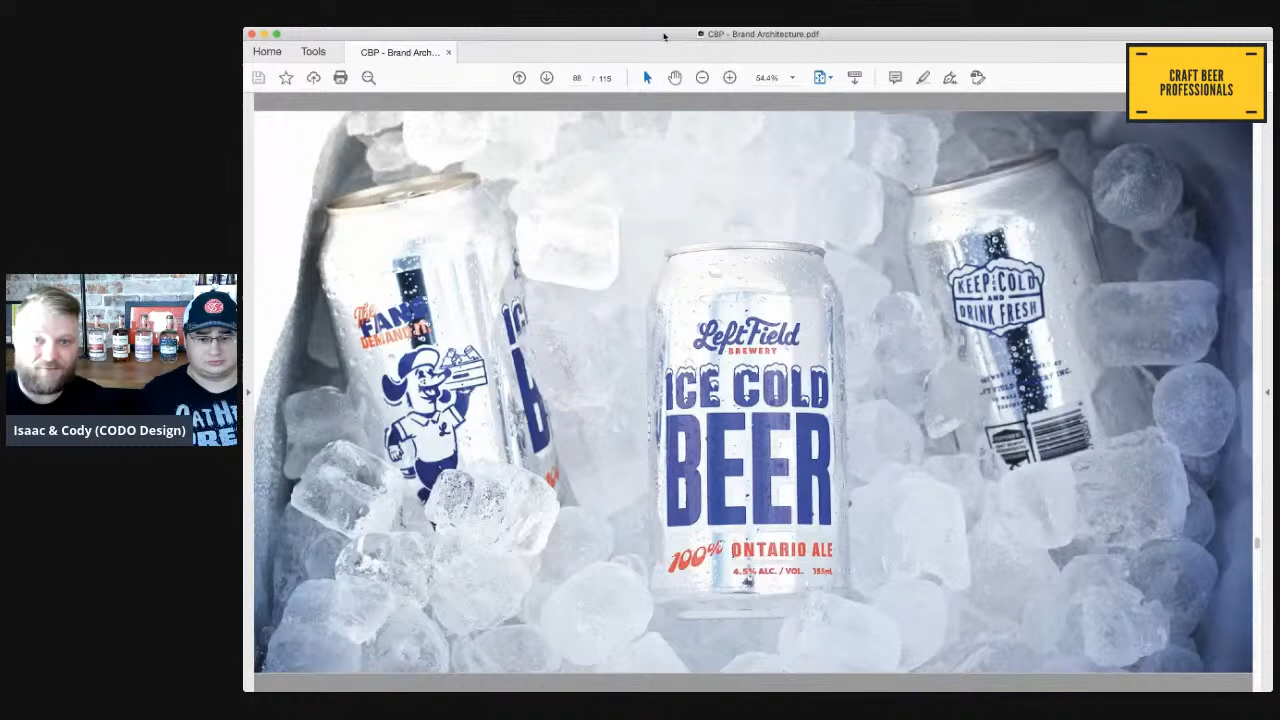 CBP - Brand Architecture.pdf
Home
Tools
CBP - Brand Arch...
88 / 115
54.4%
CRAFT BEER
PROFESSIONALS
The
FANS
DEMAND IT
LeftField
BREWERY
ICE COLD
BEER
100% ONTARIO ALE
4.5% ALC. / VOL. 355mL
KEEP COLD
AND
DRINK FRESH
Isaac & Cody (CODO Design)